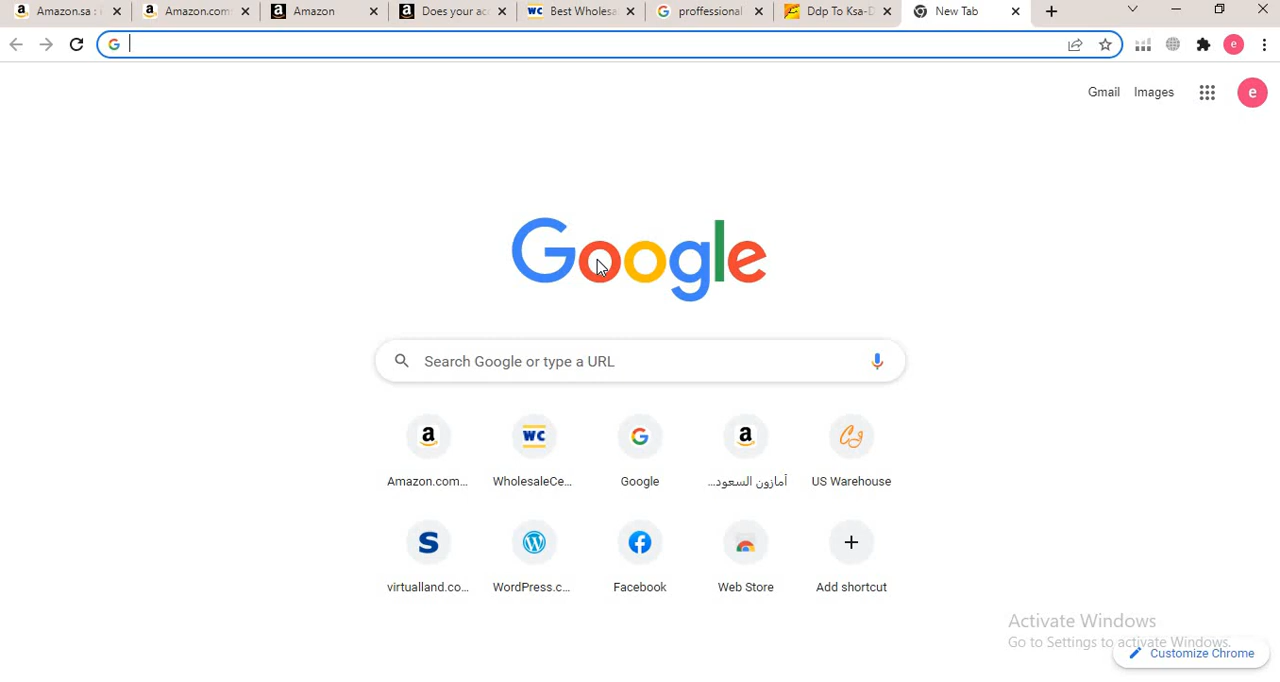 Amazon.sa :
Amazon.com
Amazon
Does your ac
Best Wholesa
proffessional
Ddp To Ksa-D
New Tab
Gmail Images
e
e
Google
Search Google or type a URL
Amazon.com...
WholesaleCe...
Google
أمازون السعود...
US Warehouse
virtualland.co...
WordPress.c...
Facebook
Web Store
Add shortcut
Activate Windows
Go to Settings to activate Windows.
Customize Chrome